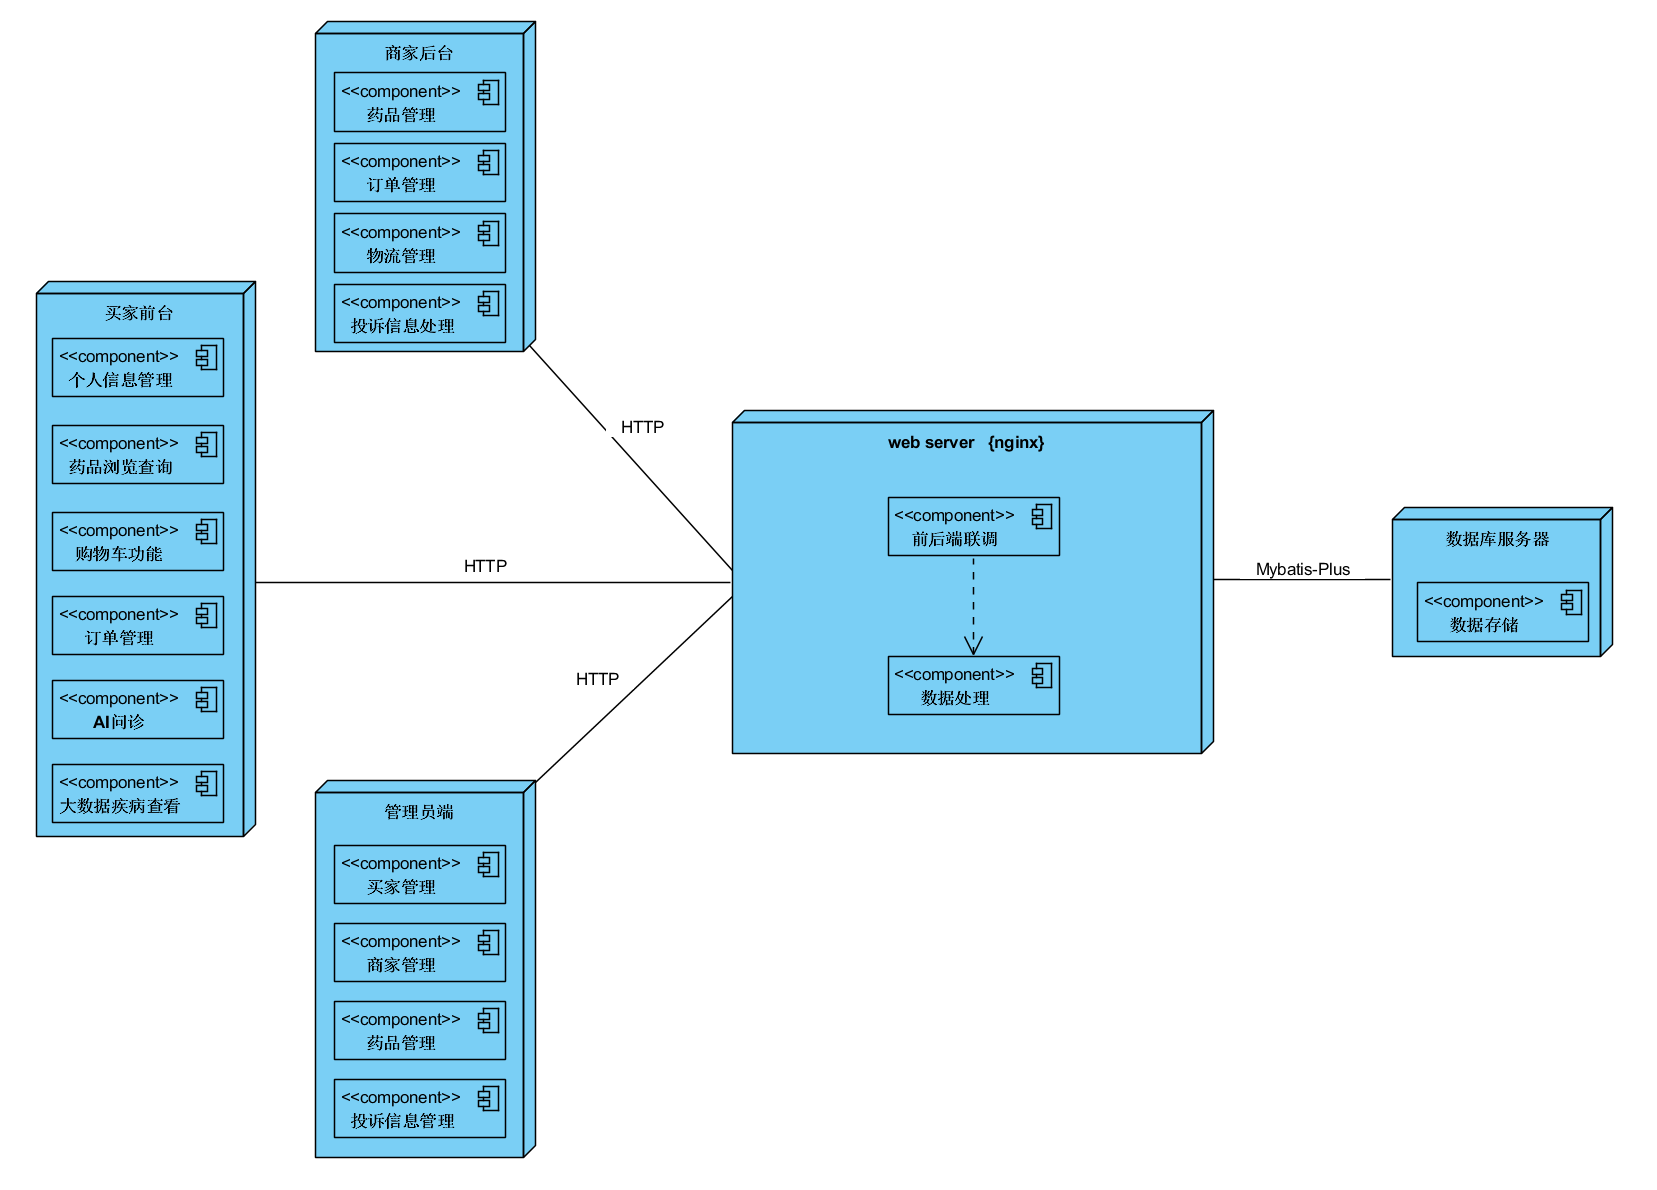 商家后台
<<component>>
药品管理
<<component>>
订单管理
<<component>>
物流管理
<<component>>
投诉信息处理
买家前台
<<component>>
个人信息管理
<<component>>
药品浏览查询
<<component>>
购物车功能
<<component>>
订单管理
<<component>>
AI问诊
<<component>>
大数据疾病查看
管理员端
<<component>>
买家管理
<<component>>
商家管理
<<component>>
药品管理
<<component>>
投诉信息管理
HTTP
HTTP
HTTP
web server {nginx}
<<component>>
前后端联调
<<component>>
数据处理
Mybatis-Plus
数据库服务器
<<component>>
数据存储